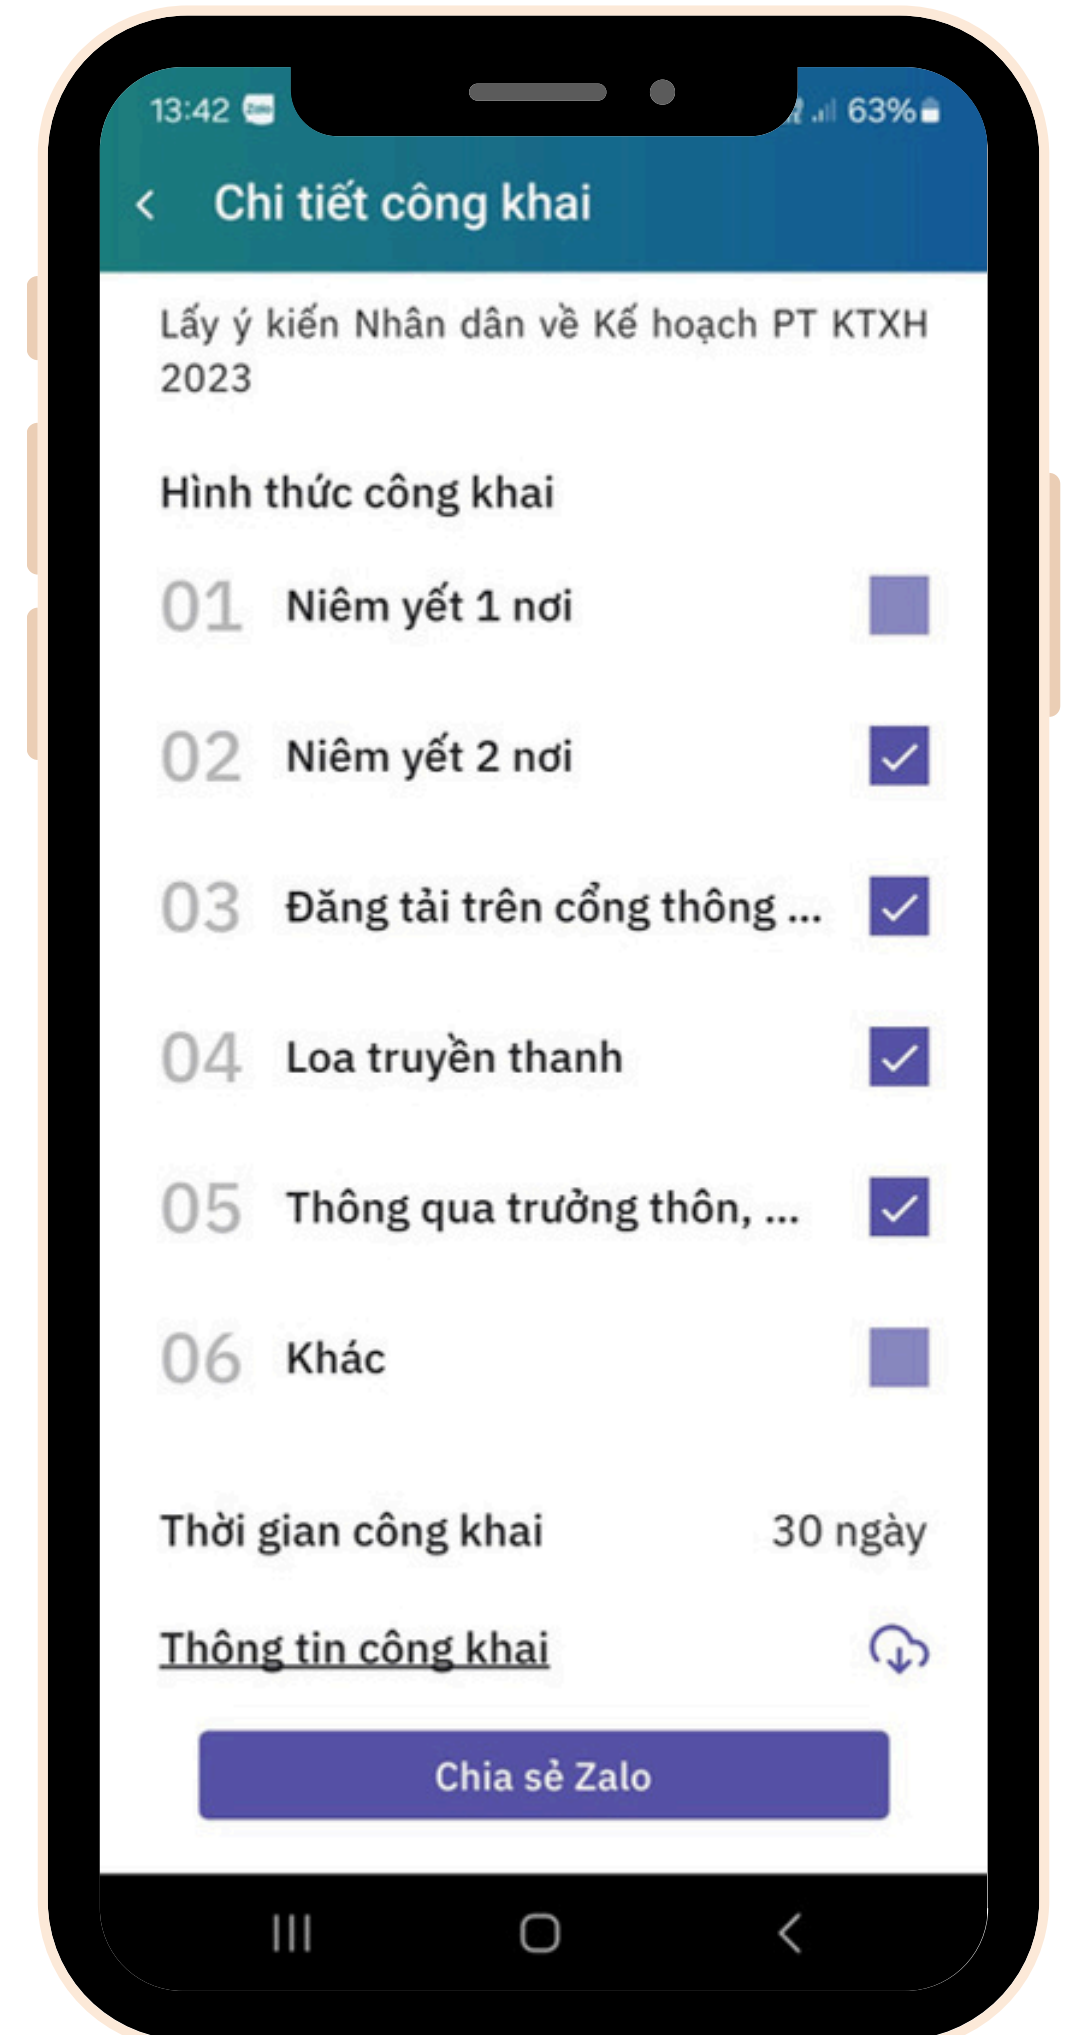 13:42 Zalo
63%
Chi tiết công khai
Lấy ý kiến Nhân dân về Kế hoạch PT KTXH
2023
Hình thức công khai
01 Niêm yết 1 nơi
02 Niêm yết 2 nơi
03 Đăng tải trên cổng thông ...
04 Loa truyền thanh
05 Thông qua trưởng thôn, ...
06 Khác
Thời gian công khai 30 ngày
Thông tin công khai
Chia sẻ Zalo